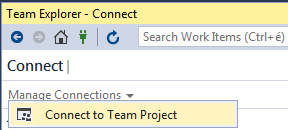 Team Explorer - Connect
Search Work Items (Ctrl+é)
Connect
Manage Connections
Connect to Team Project